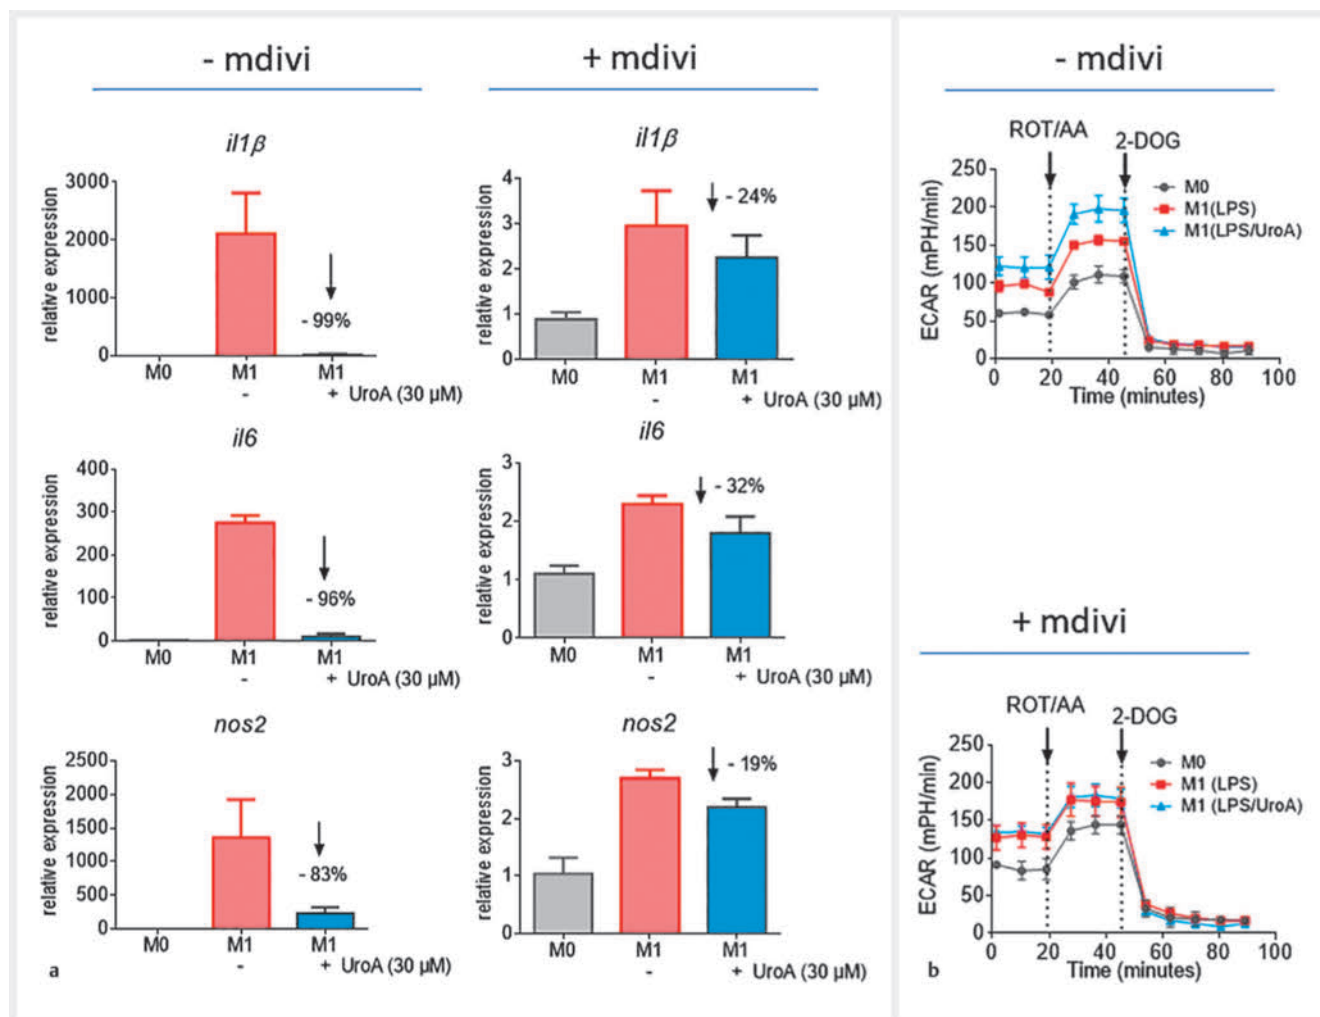 - mdivi
+ mdivi
- mdivi
il1β
relative expression
3000
2000
1000
0
- 99%
M0 M1 M1
- + UroA (30 µM)
il1β
relative expression
4
3
2
1
0
- 24%
M0 M1 M1
- + UroA (30 µM)
ROT/AA
2-DOG
ECAR (mPH/min)
250
200
150
100
50
0
M0
M1(LPS)
M1(LPS/UroA)
0 20 40 60 80 100
Time (minutes)
il6
relative expression
400
300
200
100
0
- 96%
M0 M1 M1
- + UroA (30 µM)
il6
relative expression
3
2
1
0
- 32%
M0 M1 M1
- + UroA (30 µM)
+ mdivi
nos2
relative expression
2500
2000
1500
1000
500
0
- 83%
M0 M1 M1
- + UroA (30 µM)
a
nos2
relative expression
3
2
1
0
- 19%
M0 M1 M1
- + UroA (30 µM)
ROT/AA
2-DOG
ECAR (mPH/min)
250
200
150
100
50
0
M0
M1 (LPS)
M1 (LPS/UroA)
0 20 40 60 80 100
Time (minutes)
b